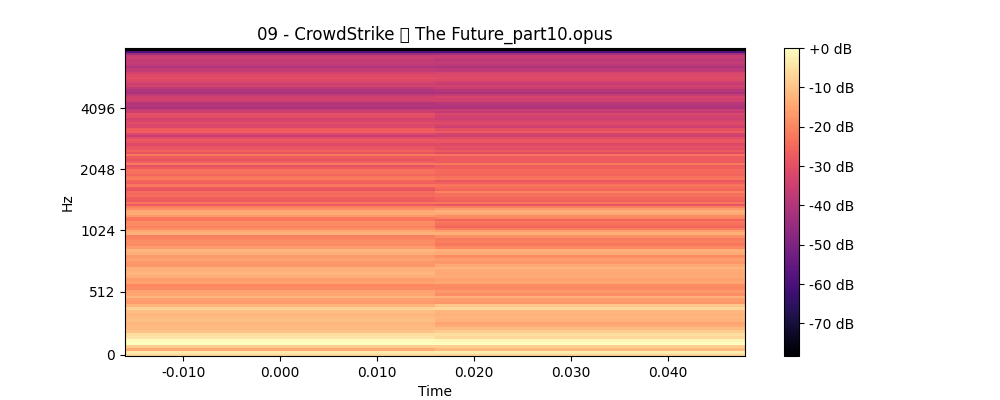 09 - CrowdStrike ▯ The Future_part10.opus
Hz
4096
2048
1024
512
0
-0.010 0.000 0.010 0.020 0.030 0.040
Time
+0 dB
-10 dB
-20 dB
-30 dB
-40 dB
-50 dB
-60 dB
-70 dB